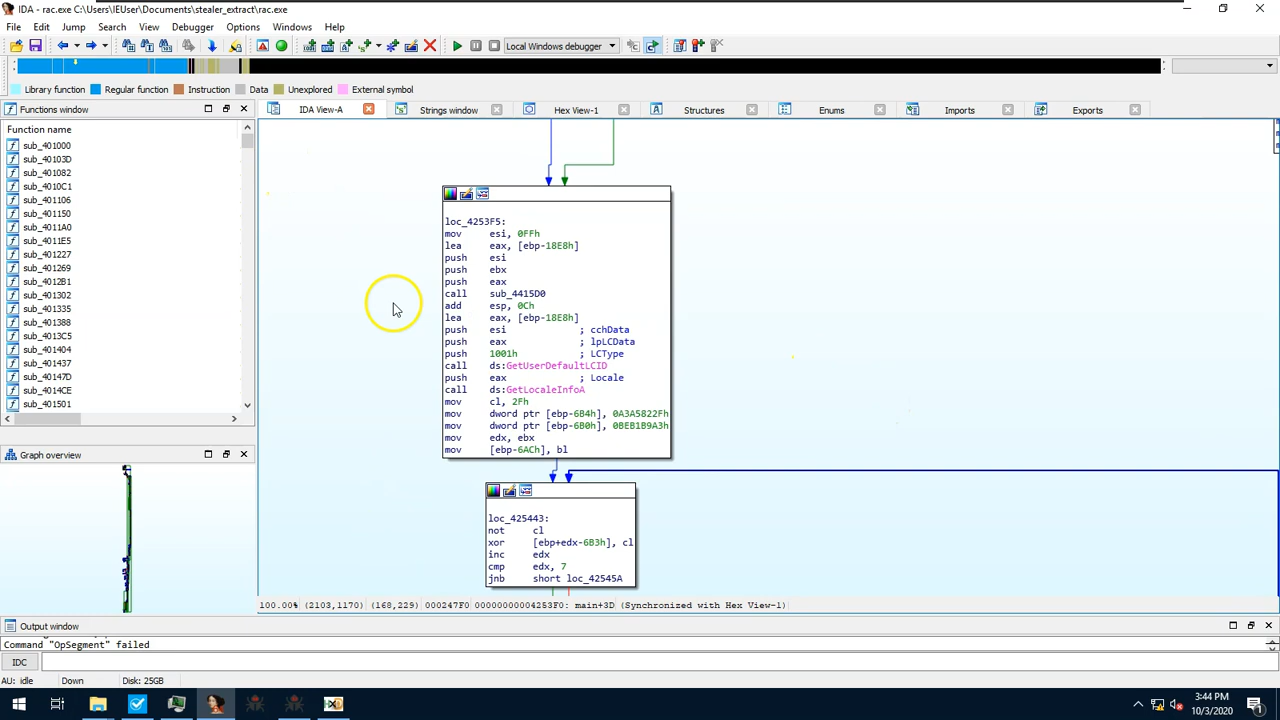 IDA - rac.exe C:\Users\IEUser\Documents\stealer_extract\rac.exe
File Edit Jump Search View Debugger Options Windows Help
Local Windows debugger
Library function Regular function Instruction Data Unexplored External symbol
Functions window
IDA View-A Strings window Hex View-1 Structures Enums Imports Exports
Function name
sub_401000
sub_40103D
sub_401082
sub_4010C1
sub_401106
sub_401150
sub_4011A0
sub_4011E5
sub_401227
sub_401269
sub_4012B1
sub_401302
sub_401335
sub_401388
sub_4013C5
sub_401404
sub_401437
sub_40147D
sub_4014CE
sub_401501
Graph overview
loc_4253F5:
mov esi, 0FFh
lea eax, [ebp-18E8h]
push esi
push ebx
push eax
call sub_4415D0
add esp, 0Ch
lea eax, [ebp-18E8h]
push esi ; cchData
push eax ; lpLCData
push 1001h ; LCType
call ds:GetUserDefaultLCID
push eax ; Locale
call ds:GetLocaleInfoA
mov cl, 2Fh
mov dword ptr [ebp-6B4h], 0A3A5822Fh
mov dword ptr [ebp-6B0h], 0BEB1B9A3h
mov edx, ebx
mov [ebp-6ACh], bl
loc_425443:
not cl
xor [ebp+edx-6B3h], cl
inc edx
cmp edx, 7
jnb short loc_42545A
100.00% (2103,1170) (168,229) 000247F0 00000000004253F0: main+3D (Synchronized with Hex View-1)
Output window
Command "OpSegment" failed
IDC
AU: idle Down Disk: 25GB
3:44 PM
10/3/2020
1